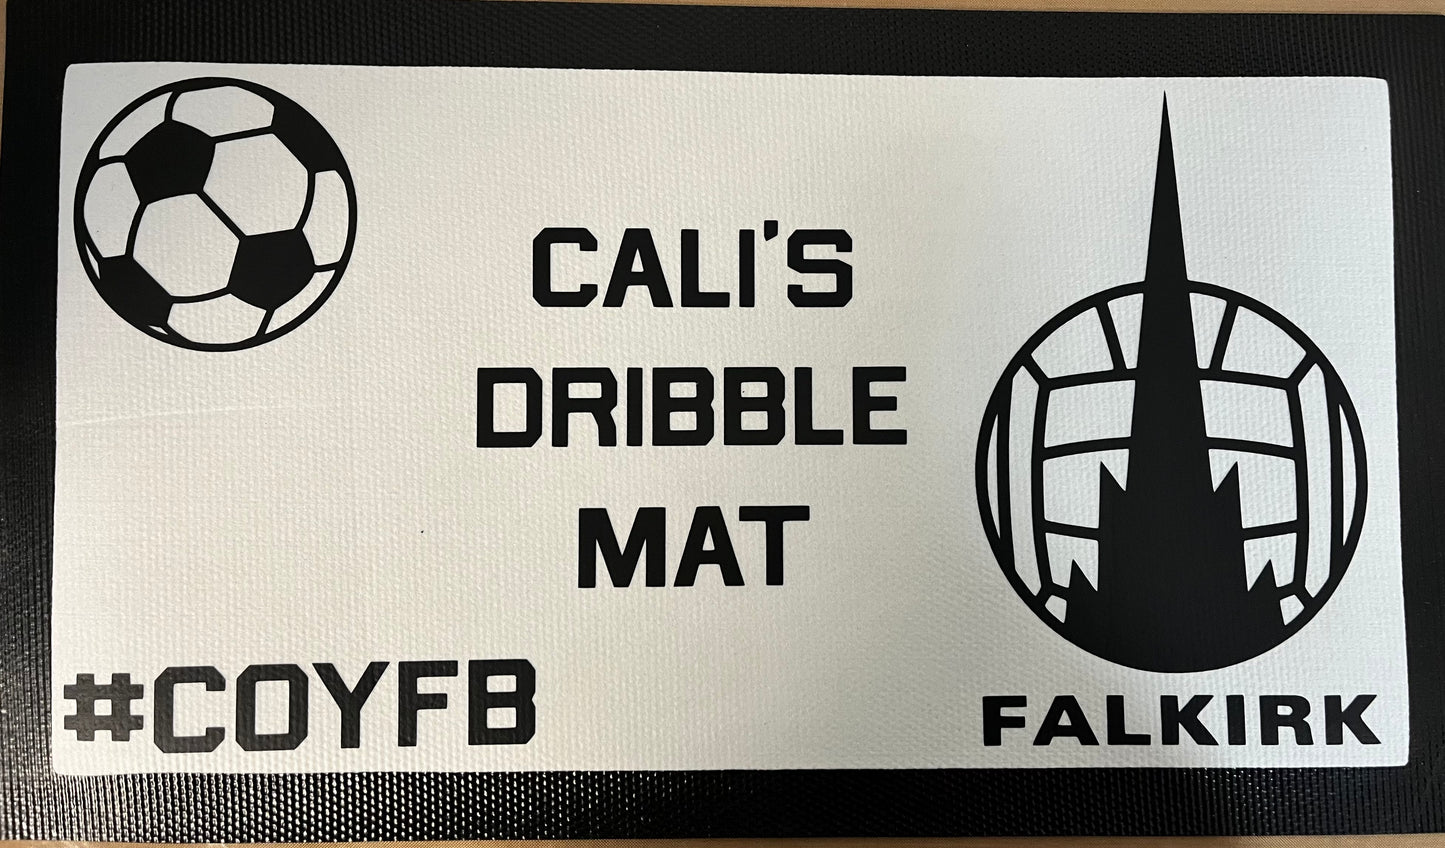 CALI'S
DRIBBLE
MAT
#COYFB
FALKIRK